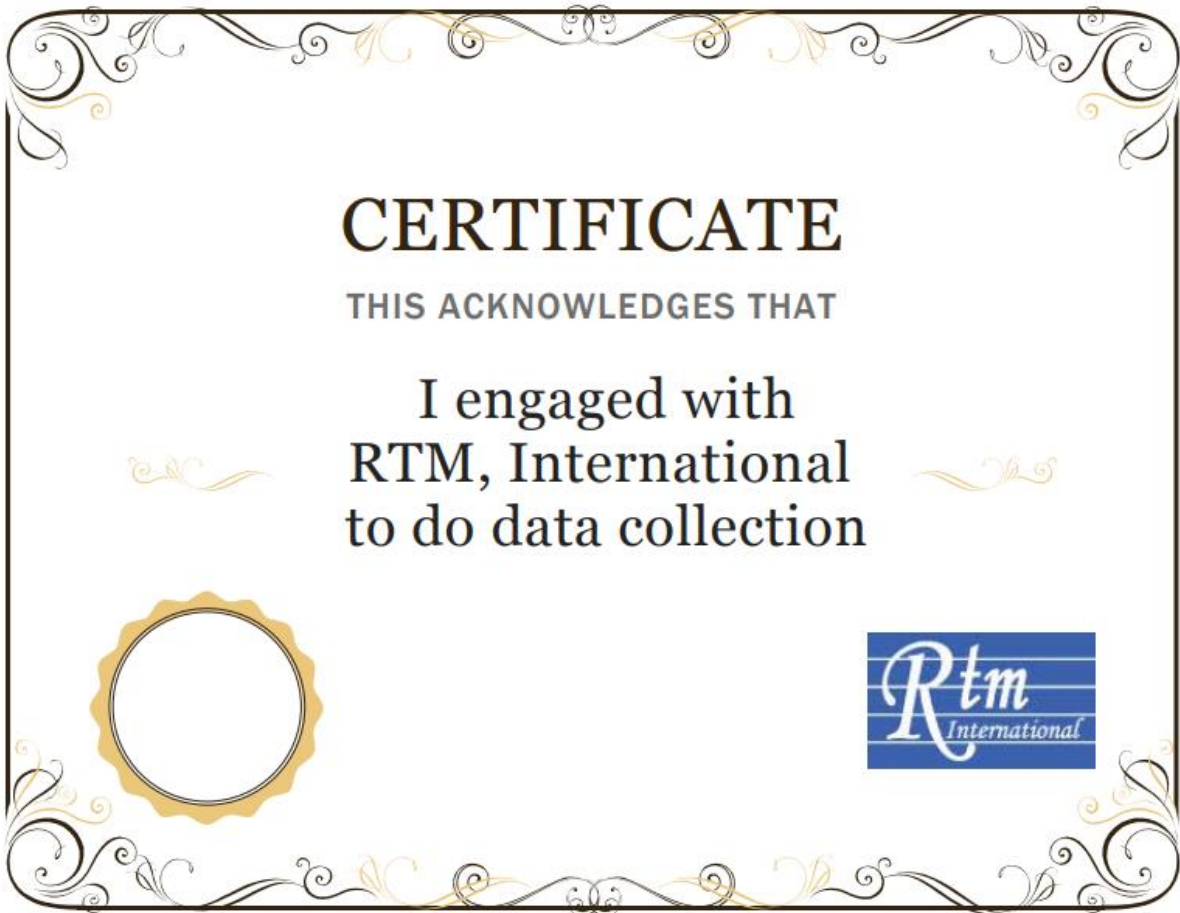 CERTIFICATE
THIS ACKNOWLEDGES THAT
I engaged with
RTM, International
to do data collection
Rtm
International